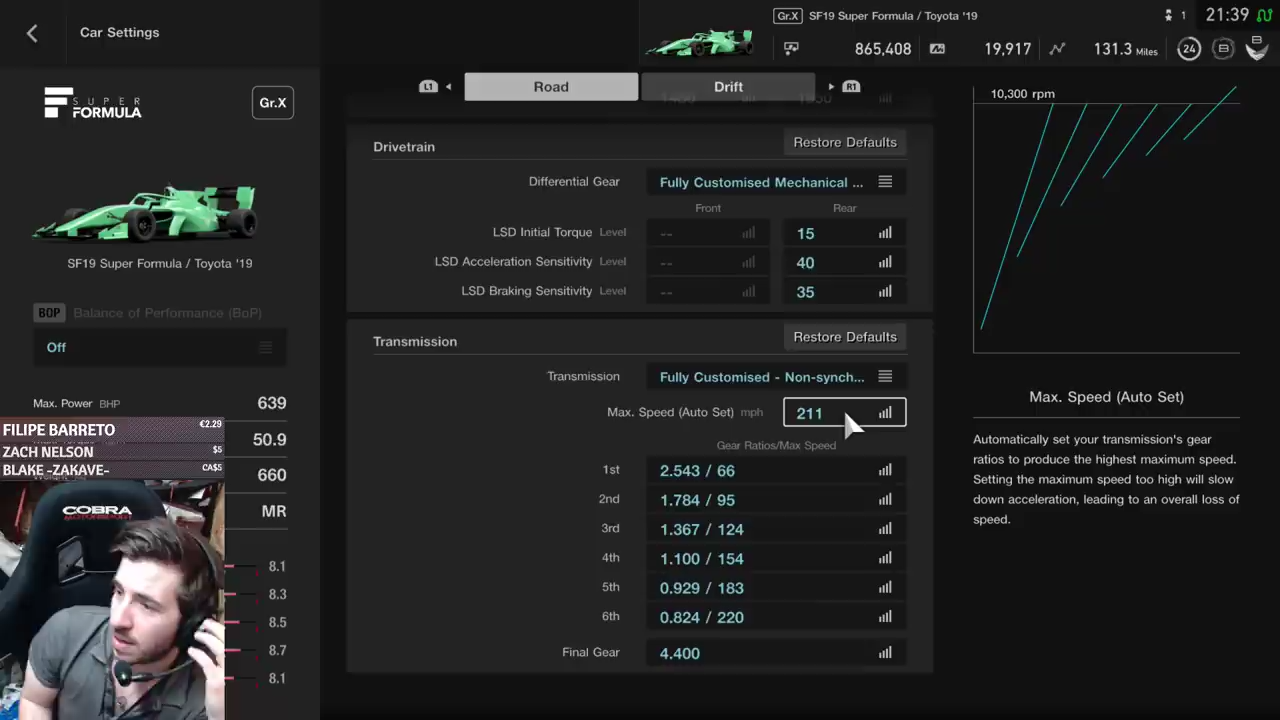 Car Settings
Gr.X SF19 Super Formula / Toyota '19
1
21:39
865,408
19,917
131.3 Miles
24
B
B
SUPER FORMULA
Gr.X
SF19 Super Formula / Toyota '19
BOP Balance of Performance (BoP)
Off
Max. Power BHP 639
50.9
660
MR
8.1
8.3
8.5
8.7
8.1
FILIPE BARRETO €2.29
ZACH NELSON $5
BLAKE -ZAKAVE- CA$5
COBRA
L1 Road Drift R1
Drivetrain Restore Defaults
Differential Gear Fully Customised Mechanical ...
Front Rear
LSD Initial Torque Level -- 15
LSD Acceleration Sensitivity Level -- 40
LSD Braking Sensitivity Level -- 35
Transmission Restore Defaults
Transmission Fully Customised - Non-synch...
Max. Speed (Auto Set) mph 211
Gear Ratios/Max Speed
1st 2.543 / 66
2nd 1.784 / 95
3rd 1.367 / 124
4th 1.100 / 154
5th 0.929 / 183
6th 0.824 / 220
Final Gear 4.400
10,300 rpm
Max. Speed (Auto Set)
Automatically set your transmission's gear
ratios to produce the highest maximum speed.
Setting the maximum speed too high will slow
down acceleration, leading to an overall loss of
speed.